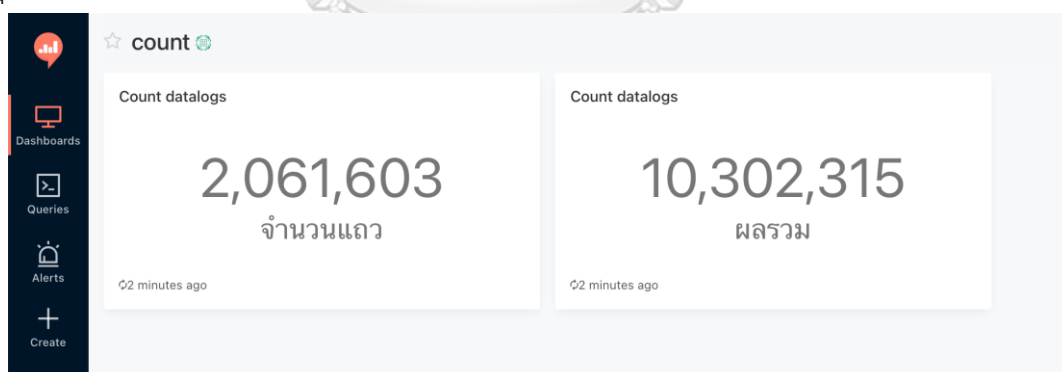 count
Dashboards
Queries
Alerts
Create
Count datalogs
2,061,603
จำนวนแถว
2 minutes ago
Count datalogs
10,302,315
ผลรวม
2 minutes ago